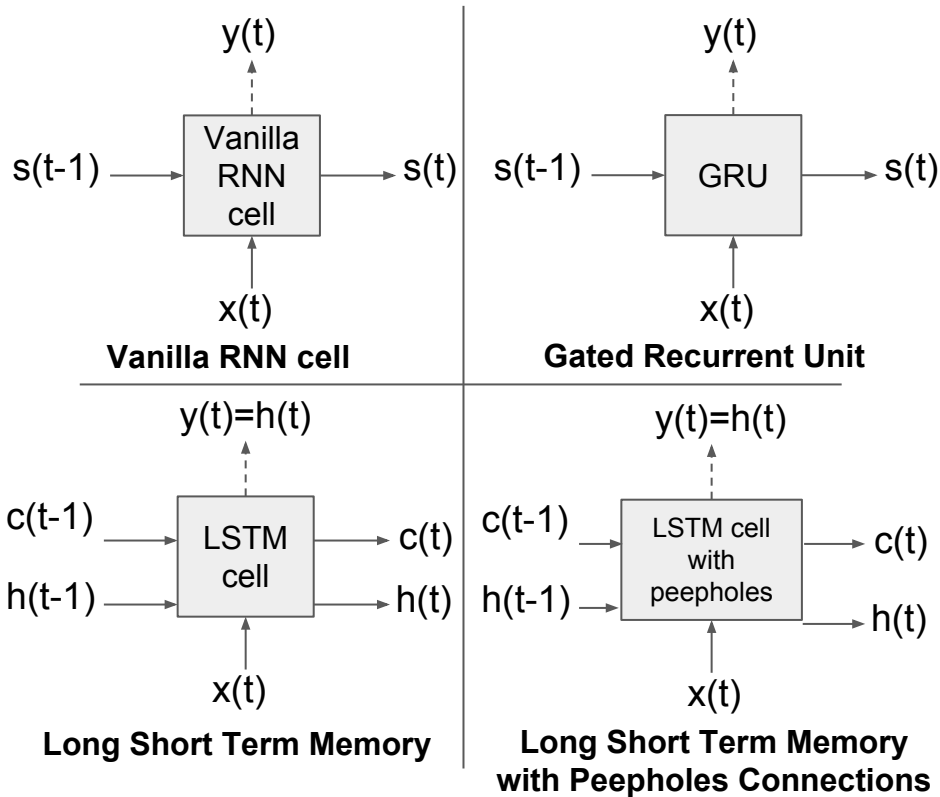 y(t)
s(t-1)
Vanilla
RNN
cell
s(t)
x(t)
Vanilla RNN cell
y(t)
s(t-1)
GRU
s(t)
x(t)
Gated Recurrent Unit
y(t)=h(t)
c(t-1)
h(t-1)
LSTM
cell
c(t)
h(t)
x(t)
Long Short Term Memory
y(t)=h(t)
c(t-1)
h(t-1)
LSTM cell
with
peepholes
c(t)
h(t)
x(t)
Long Short Term Memory
with Peepholes Connections